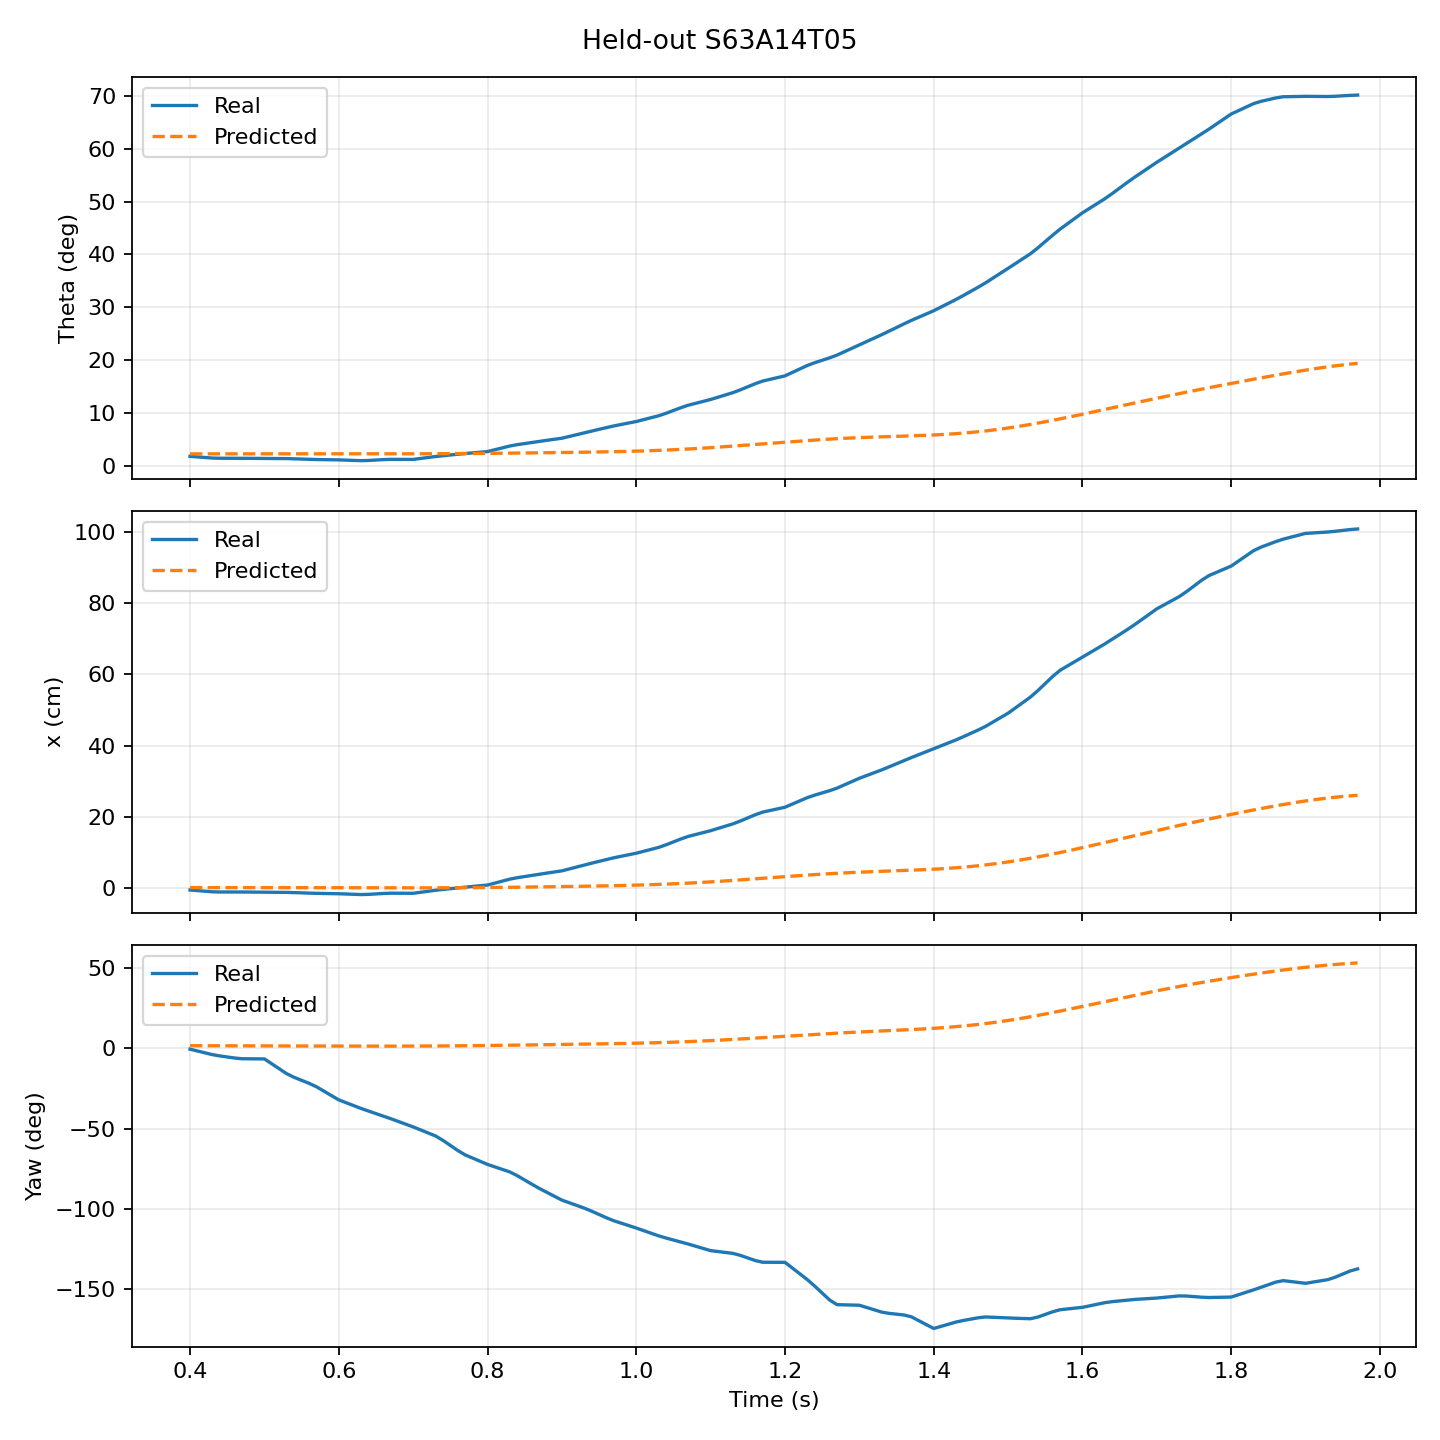 Held-out S63A14T05
Real
Predicted
Theta (deg)
70
60
50
40
30
20
10
0
Real
Predicted
x (cm)
100
80
60
40
20
0
Real
Predicted
Yaw (deg)
50
0
−50
−100
−150
0.4 0.6 0.8 1.0 1.2 1.4 1.6 1.8 2.0
Time (s)